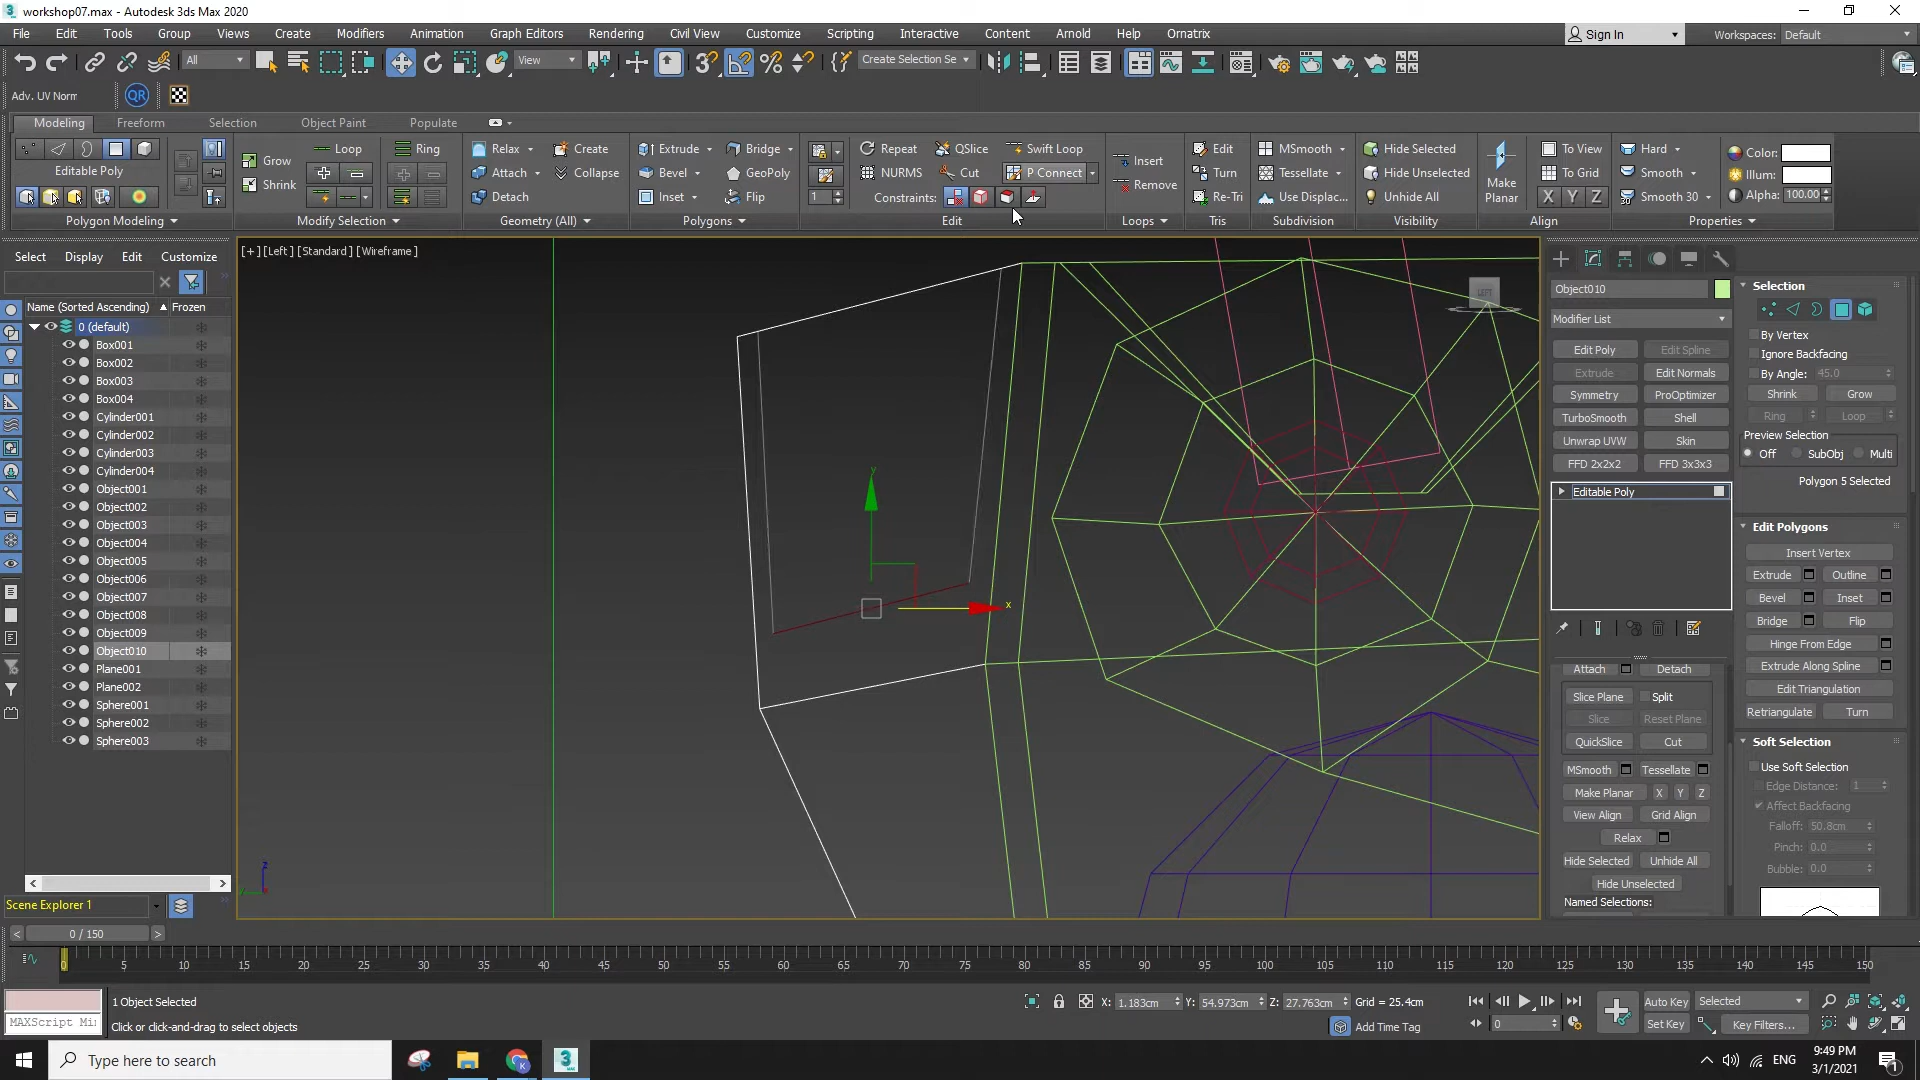 workshop07.max - Autodesk 3ds Max 2020
File Edit Tools Group Views Create Modifiers Animation Graph Editors Rendering Civil View Customize Scripting Interactive Content Arnold Help Ornatrix Sign In Workspaces: Default
All View Create Selection Se
Adv. UV Norm QR
Modeling Freeform Selection Object Paint Populate
Loop Ring Relax Create Extrude Bridge Repeat QSlice Swift Loop Edit MSmooth Hide Selected To View Hard Color:
Grow Insert
Editable Poly Attach Collapse Bevel GeoPoly NURMS Cut P Connect Turn Tessellate Hide Unselected To Grid Smooth Illum:
Shrink Remove Make Planar
Detach Inset Flip 1 Constraints: Re-Tri Use Displac... Unhide All X Y Z Smooth 30 Alpha: 100.00
Polygon Modeling Modify Selection Geometry (All) Polygons Edit Loops Tris Subdivision Visibility Align Properties
Select Display Edit Customize
Name (Sorted Ascending) Frozen
0 (default)
Box001
Box002
Box003
Box004
Cylinder001
Cylinder002
Cylinder003
Cylinder004
Object001
Object002
Object003
Object004
Object005
Object006
Object007
Object008
Object009
Object010
Plane001
Plane002
Sphere001
Sphere002
Sphere003
Scene Explorer 1
[+] [Left] [Standard] [Wireframe]
LEFT
y
x
z
Object010
Modifier List
Edit Poly Edit Spline
Extrude Edit Normals
Symmetry ProOptimizer
TurboSmooth Shell
Unwrap UVW Skin
FFD 2x2x2 FFD 3x3x3
Editable Poly
Attach Detach
Slice Plane Split
Slice Reset Plane
QuickSlice Cut
MSmooth Tessellate
Make Planar X Y Z
View Align Grid Align
Relax
Hide Selected Unhide All
Hide Unselected
Named Selections:
Selection
By Vertex
Ignore Backfacing
By Angle: 45.0
Shrink Grow
Ring Loop
Preview Selection
Off SubObj Multi
Polygon 5 Selected
Edit Polygons
Insert Vertex
Extrude Outline
Bevel Inset
Bridge Flip
Hinge From Edge
Extrude Along Spline
Edit Triangulation
Retriangulate Turn
Soft Selection
Use Soft Selection
Edge Distance: 1
Affect Backfacing
Falloff: 50.8cm
Pinch: 0.0
Bubble: 0.0
0 / 150
0 5 10 15 20 25 30 35 40 45 50 55 60 65 70 75 80 85 90 95 100 105 110 115 120 125 130 135 140 145 150
1 Object Selected X: 1.183cm Y: 54.973cm Z: 27.763cm Grid = 25.4cm Auto Key Selected
MAXScript Mi Click or click-and-drag to select objects Add Time Tag 0 Set Key Key Filters...
Type here to search ENG 9:49 PM
3/1/2021 1